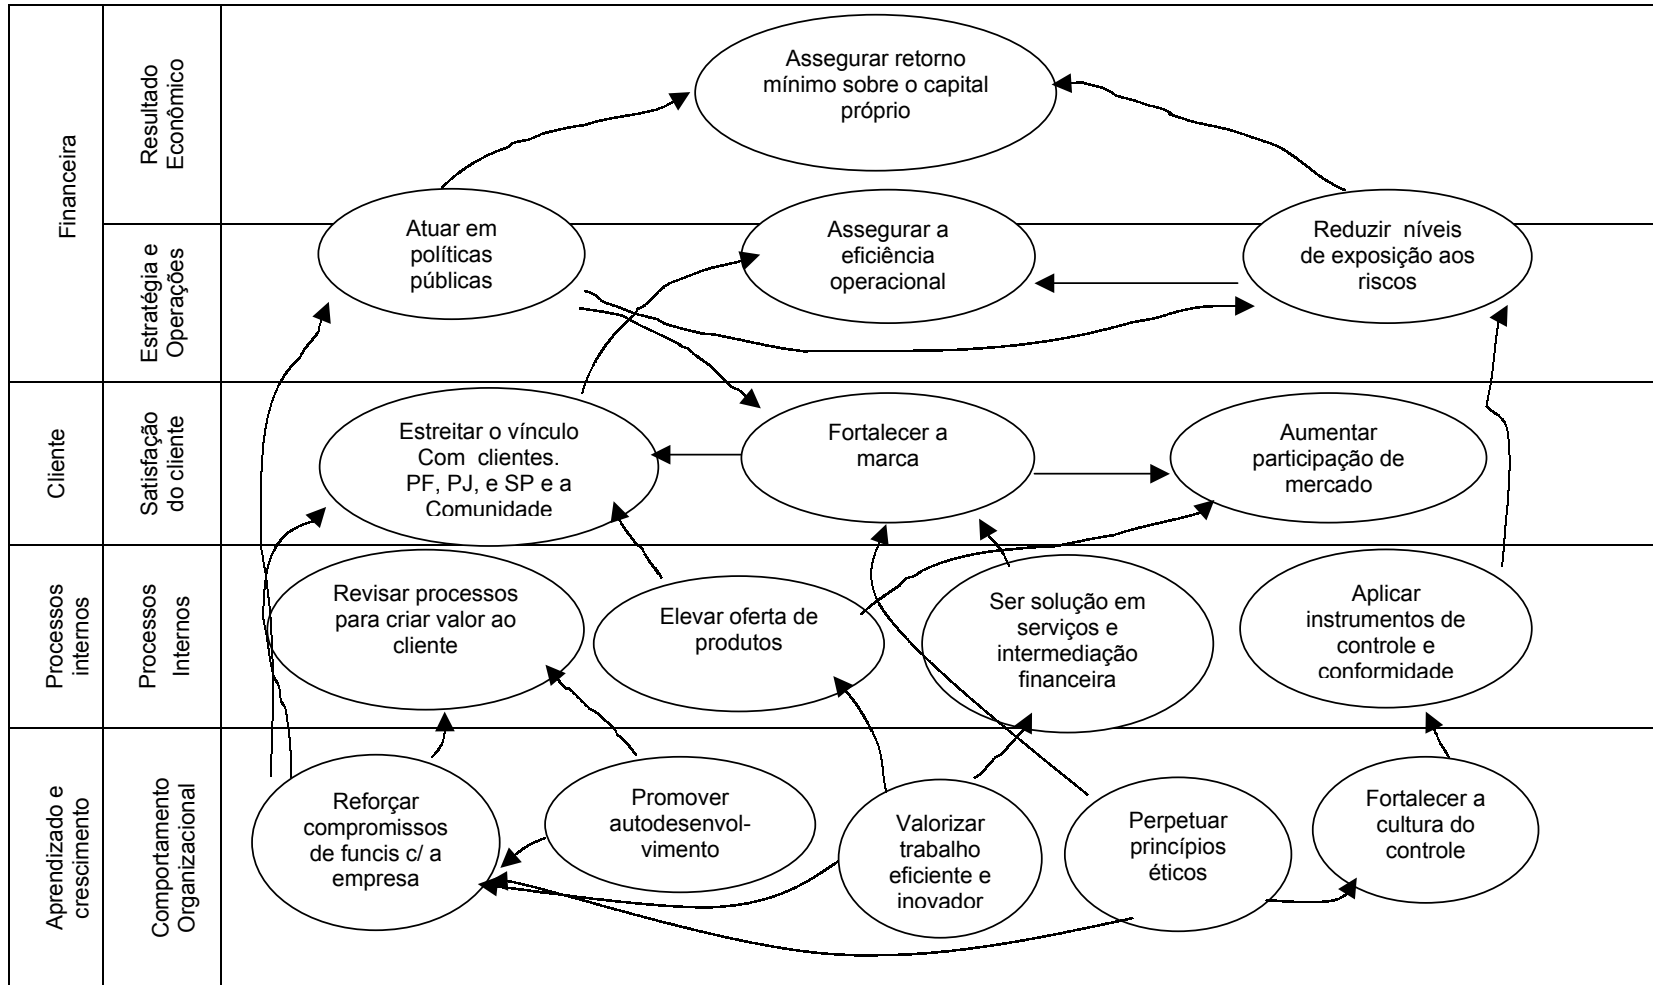 Financeira
Resultado
Econômico
Assegurar retorno
mínimo sobre o capital
próprio
Estratégia e
Operações
Atuar em
políticas
públicas
Assegurar a
eficiência
operacional
Reduzir níveis
de exposição aos
riscos
Cliente
Satisfação
do cliente
Estreitar o vínculo
Com clientes.
PF, PJ, e SP e a
Comunidade
Fortalecer a
marca
Aumentar
participação de
mercado
Processos
internos
Processos
Internos
Revisar processos
para criar valor ao
cliente
Elevar oferta de
produtos
Ser solução em
serviços e
intermediação
financeira
Aplicar
instrumentos de
controle e
conformidade
Aprendizado e
crescimento
Comportamento
Organizacional
Reforçar
compromissos
de funcis c/ a
empresa
Promover
autodesenvol-
vimento
Valorizar
trabalho
eficiente e
inovador
Perpetuar
princípios
éticos
Fortalecer a
cultura do
controle